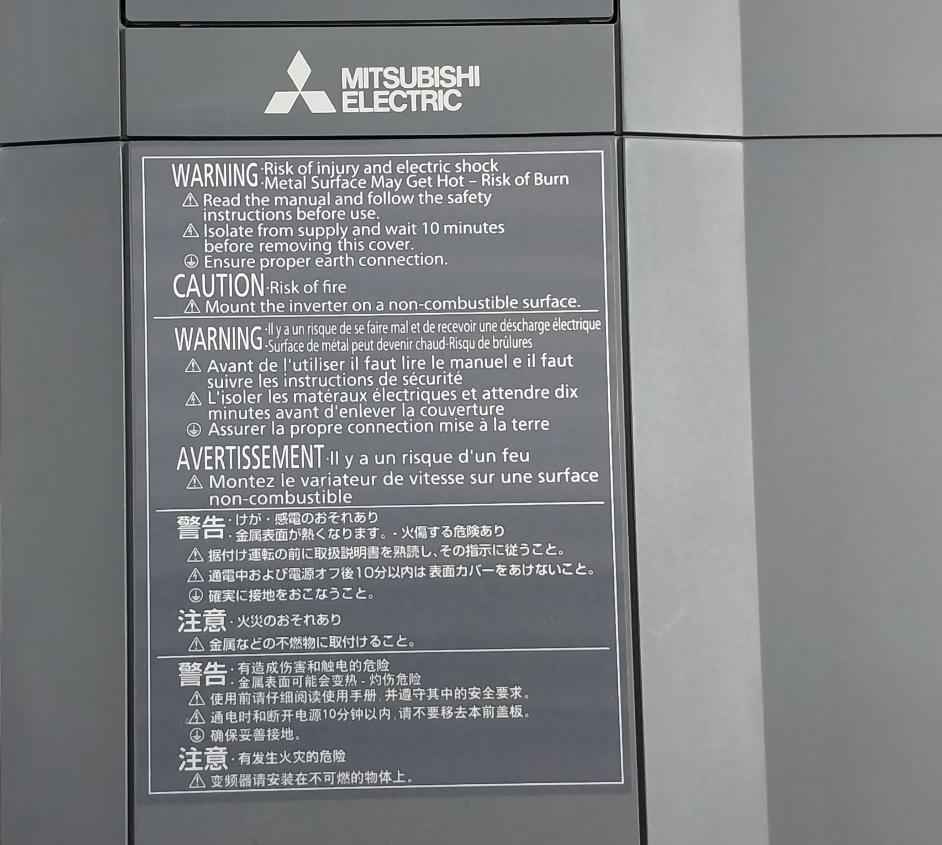 MITSUBISHI
ELECTRIC
WARNING ·Risk of injury and electric shock
·Metal Surface May Get Hot – Risk of Burn
Read the manual and follow the safety
instructions before use.
Isolate from supply and wait 10 minutes
before removing this cover.
Ensure proper earth connection.
CAUTION ·Risk of fire
Mount the inverter on a non-combustible surface.
WARNING ·Il y a un risque de se faire mal et de recevoir une déscharge électrique
·Surface de métal peut devenir chaud-Risqu de brûlures
Avant de l'utiliser il faut lire le manuel e il faut
suivre les instructions de sécurité
L'isoler les matéraux électriques et attendre dix
minutes avant d'enlever la couverture
Assurer la propre connection mise à la terre
AVERTISSEMENT ·Il y a un risque d'un feu
Montez le variateur de vitesse sur une surface
non-combustible
警告 ·けが・感電のおそれあり
·金属表面が熱くなります。- 火傷する危険あり
据付け運転の前に取扱説明書を熟読し、その指示に従うこと。
通電中および電源オフ後10分以内は表面カバーをあけないこと。
確実に接地をおこなうこと。
注意 ·火災のおそれあり
金属などの不燃物に取付けること。
警告 ·有造成伤害和触电的危险
·金属表面可能会变热 - 灼伤危险
使用前请仔细阅读使用手册,并遵守其中的安全要求。
通电时和断开电源10分钟以内,请不要移去本前盖板。
确保妥善接地。
注意 ·有发生火灾的危险
变频器请安装在不可燃的物体上。